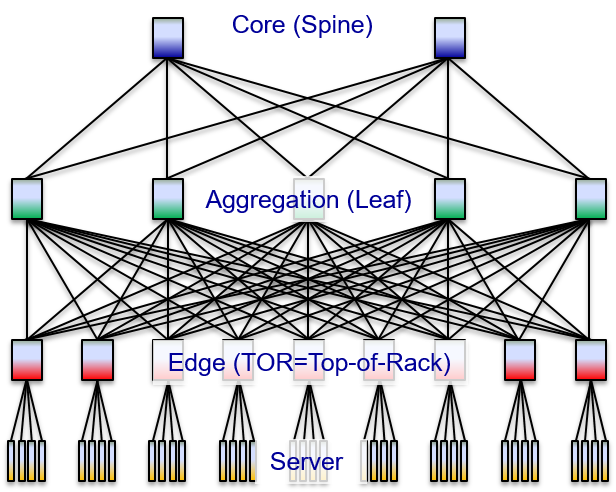 Core (Spine)
Aggregation (Leaf)
Edge (TOR=Top-of-Rack)
Server